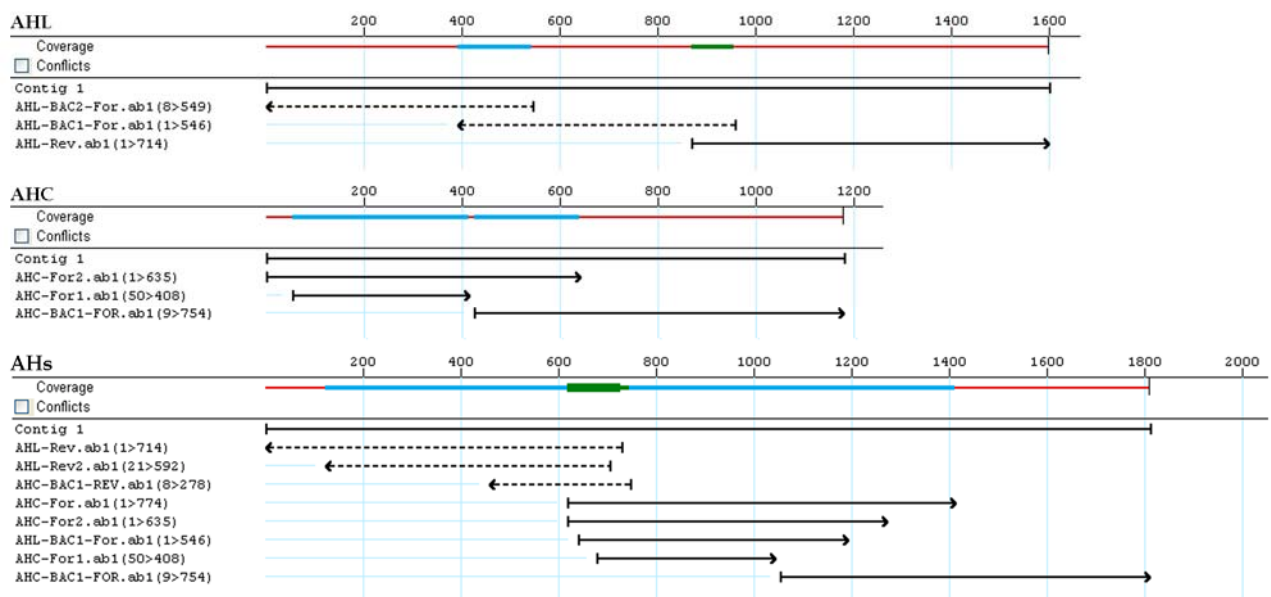 AHL 200 400 600 800 1000 1200 1400 1600
Coverage
Conflicts
Contig 1
AHL-BAC2-For.ab1(8>549)
AHL-BAC1-For.ab1(1>546)
AHL-Rev.ab1(1>714)
AHC 200 400 600 800 1000 1200
Coverage
Conflicts
Contig 1
AHC-For2.ab1(1>635)
AHC-For1.ab1(50>408)
AHC-BAC1-FOR.ab1(9>754)
AHs 200 400 600 800 1000 1200 1400 1600 1800 2000
Coverage
Conflicts
Contig 1
AHL-Rev.ab1(1>714)
AHL-Rev2.ab1(21>592)
AHC-BAC1-REV.ab1(8>278)
AHC-For.ab1(1>774)
AHC-For2.ab1(1>635)
AHL-BAC1-For.ab1(1>546)
AHC-For1.ab1(50>408)
AHC-BAC1-FOR.ab1(9>754)